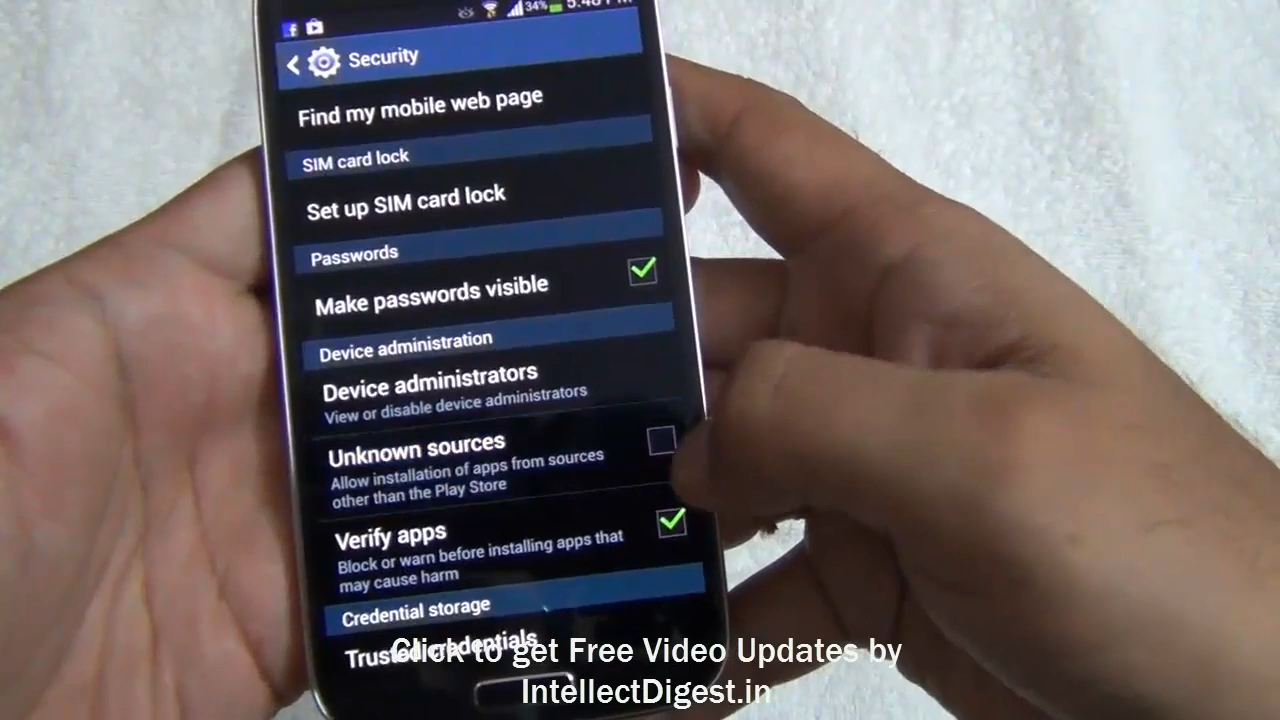 34%
Security
Find my mobile web page
SIM card lock
Set up SIM card lock
Passwords
Make passwords visible
Device administration
Device administrators
View or disable device administrators
Unknown sources
Allow installation of apps from sources
other than the Play Store
Verify apps
Block or warn before installing apps that
may cause harm
Credential storage
Trusted credentials
Click to get Free Video Updates by
IntellectDigest.in